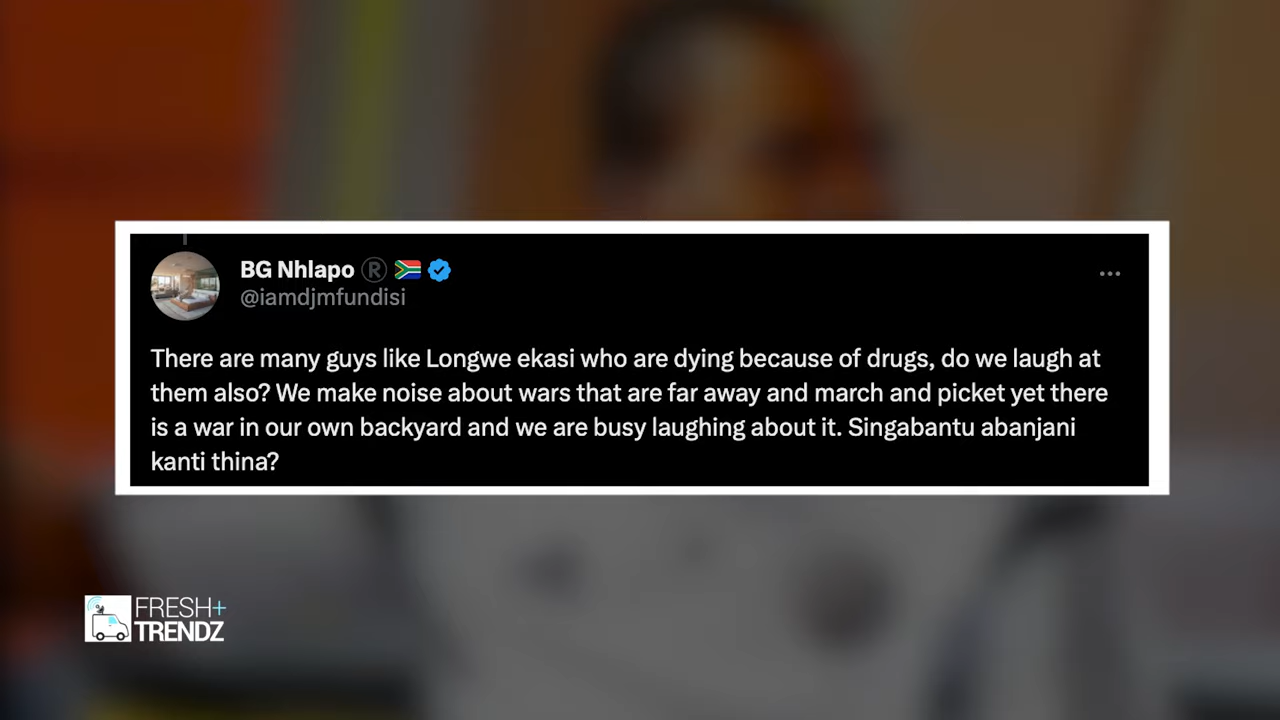 BG Nhlapo ® 🇿🇦
@iamdjmfundisi
There are many guys like Longwe ekasi who are dying because of drugs, do we laugh at
them also? We make noise about wars that are far away and march and picket yet there
is a war in our own backyard and we are busy laughing about it. Singabantu abanjani
kanti thina?
FRESH+
TRENDZ